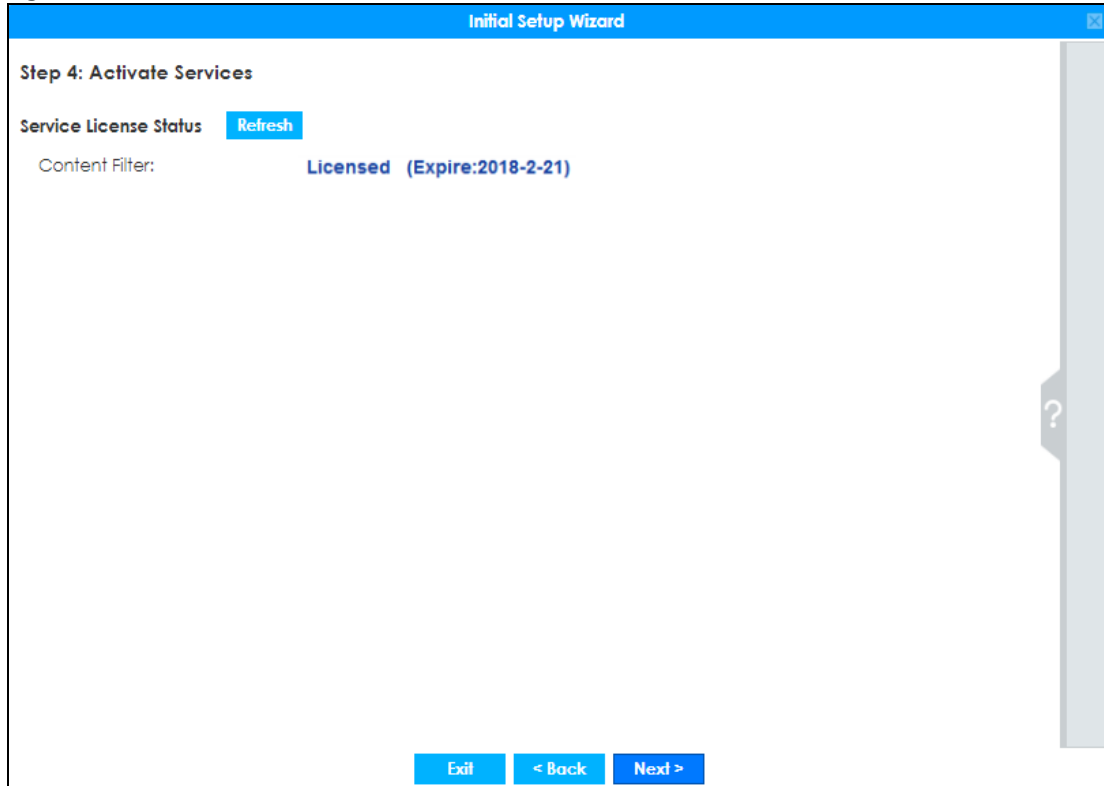 Initial Setup Wizard
Step 4: Activate Services
Service License Status Refresh
Content Filter: Licensed (Expire:2018-2-21)
?
Exit < Back Next >